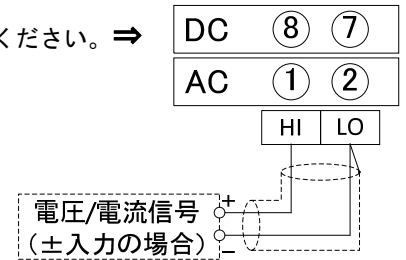 ください。⇒
DC ⑧ ⑦
AC ① ②
HI LO
電圧/電流信号 +
(±入力の場合) −